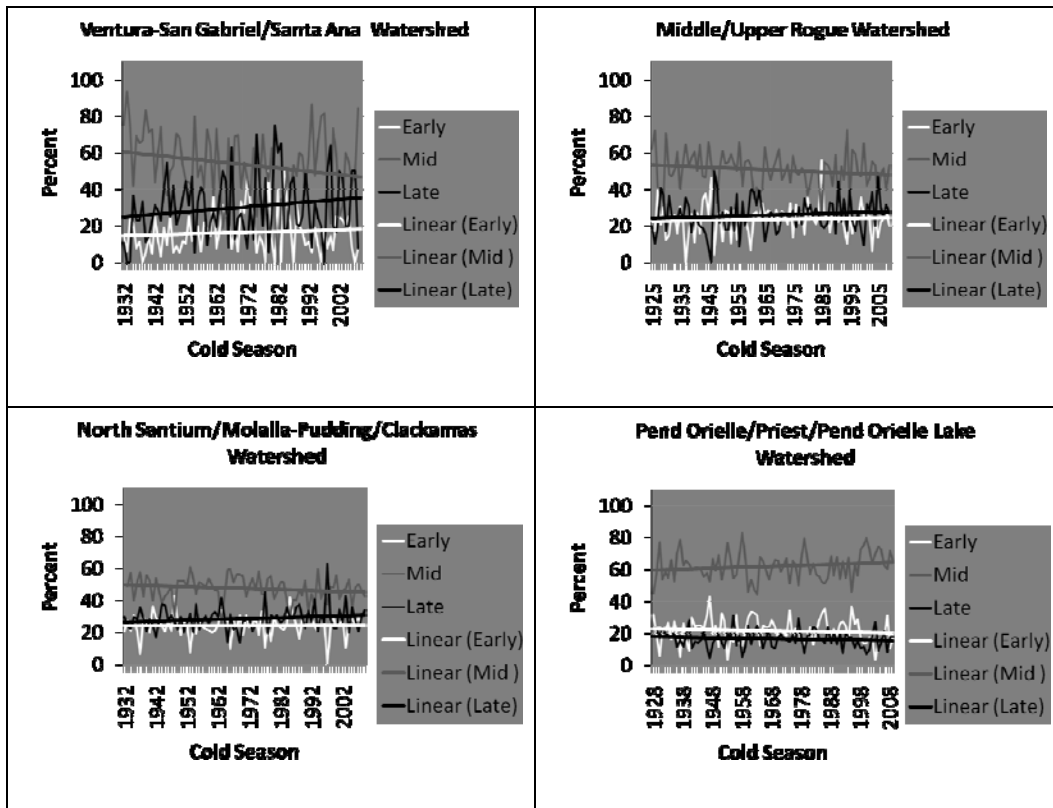 Ventura-San Gabriel/Santa Ana Watershed
100
80
60
40
20
0
Percent
1932
1942
1952
1962
1972
1982
1992
2002
Cold Season
Early
Mid
Late
Linear (Early)
Linear (Mid )
Linear (Late)
Middle/Upper Rogue Watershed
100
80
60
40
20
0
Percent
1925
1935
1945
1955
1965
1975
1985
1995
2005
Cold Season
Early
Mid
Late
Linear (Early)
Linear (Mid )
Linear (Late)
North Santium/Molalla-Pudding/Clackamas
Watershed
100
80
60
40
20
0
Percent
1932
1942
1952
1962
1972
1982
1992
2002
Cold Season
Early
Mid
Late
Linear (Early)
Linear (Mid )
Linear (Late)
Pend Orielle/Priest/Pend Orielle Lake
Watershed
100
80
60
40
20
0
Percent
1928
1938
1948
1958
1968
1978
1988
1998
2008
Cold Season
Early
Mid
Late
Linear (Early)
Linear (Mid )
Linear (Late)